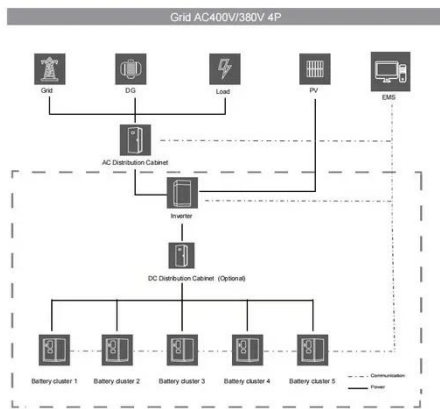 Grid AC400V/380V 4P
Grid
DG
Load
PV
EMS
AC Distribution Cabinet
Inverter
DC Distribution Cabinet (Optional)
Battery cluster 1
Battery cluster 2
Battery cluster 3
Battery cluster 4
Battery cluster 5
Communication
Power